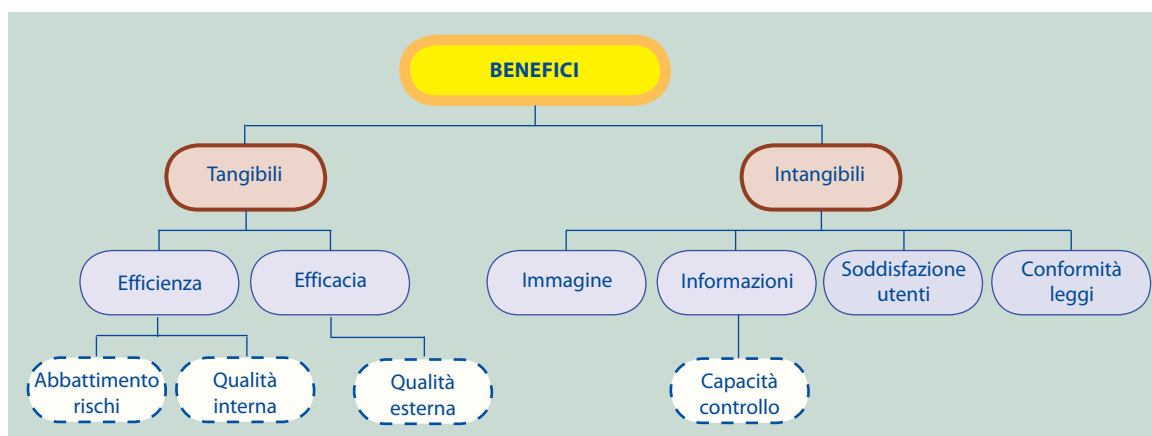 BENEFICI
Tangibili
Intangibili
Efficienza
Efficacia
Immagine
Informazioni
Soddisfazione
utenti
Conformità
leggi
Abbattimento
rischi
Qualità
interna
Qualità
esterna
Capacità
controllo